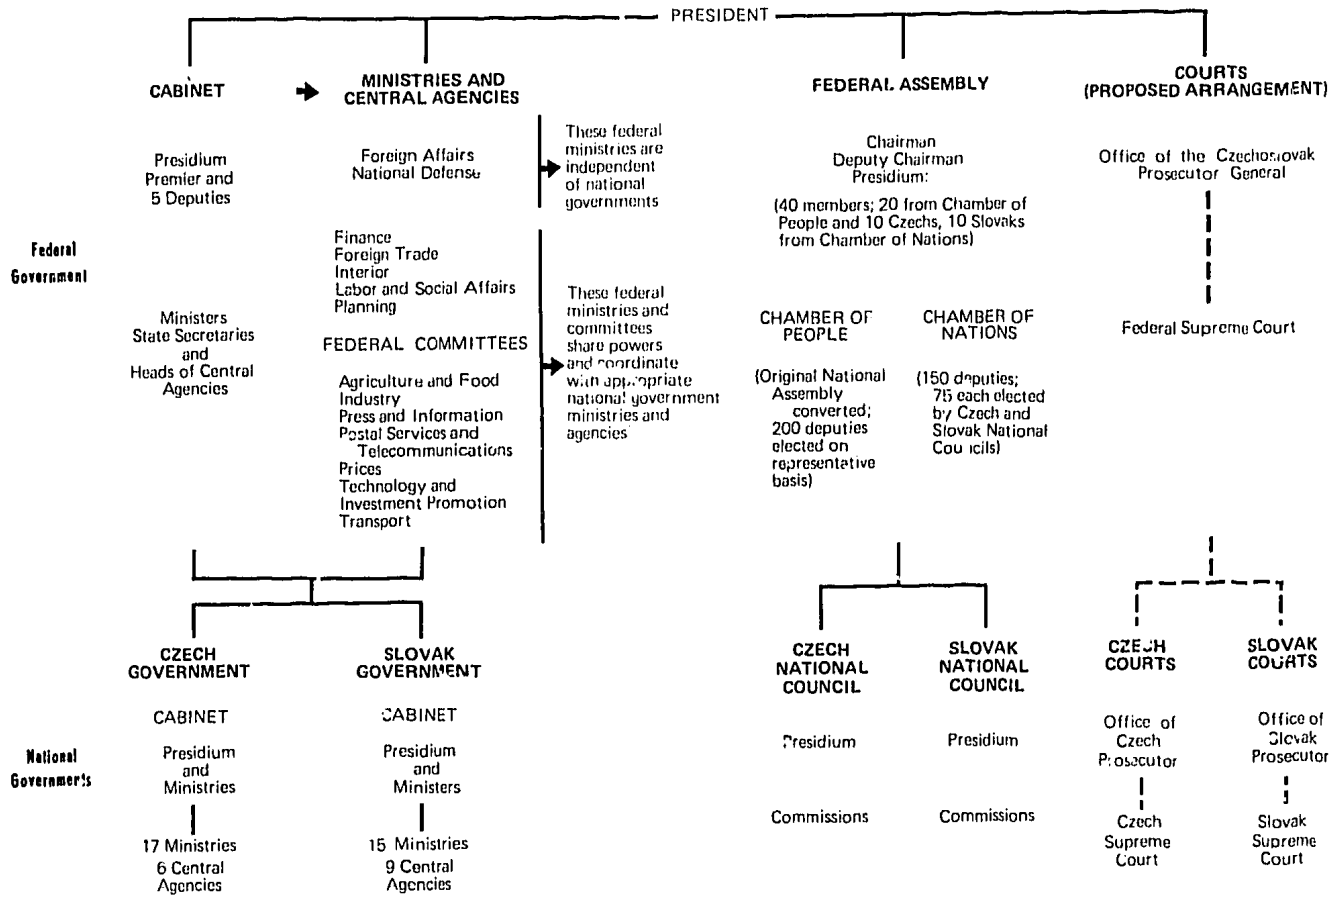 PRESIDENT
CABINET
MINISTRIES AND
CENTRAL AGENCIES
FEDERAL ASSEMBLY
COURTS
(PROPOSED ARRANGEMENT)
Federal
Government
Presidium
Premier and
5 Deputies
Ministers
State Secretaries
and
Heads of Central
Agencies
Foreign Affairs
National Defense
These federal
ministries are
independent
of national
governments
Finance
Foreign Trade
Interior
Labor and Social Affairs
Planning
FEDERAL COMMITTEES
Agriculture and Food
Industry
Press and Information
Postal Services and
Telecommunications
Prices
Technology and
Investment Promotion
Transport
These federal
ministries and
committees
share powers
and coordinate
with appropriate
national government
ministries and
agencies
Chairman
Deputy Chairman
Presidium:
(40 members; 20 from Chamber of
People and 10 Czechs, 10 Slovaks
from Chamber of Nations)
CHAMBER OF
PEOPLE
(Original National
Assembly
converted;
200 deputies
elected on
representative
basis)
CHAMBER OF
NATIONS
(150 deputies;
75 each elected
by Czech and
Slovak National
Councils)
Office of the Czechoslovak
Prosecutor General
Federal Supreme Court
National
Governments
CZECH
GOVERNMENT
CABINET
Presidium
and
Ministries
17 Ministries
6 Central
Agencies
SLOVAK
GOVERNMENT
CABINET
Presidium
and
Ministers
15 Ministries
9 Central
Agencies
CZECH
NATIONAL
COUNCIL
Presidium
Commissions
SLOVAK
NATIONAL
COUNCIL
Presidium
Commissions
CZECH
COURTS
Office of
Czech
Prosecutor
Czech
Supreme
Court
SLOVAK
COURTS
Office of
Slovak
Prosecutor
Slovak
Supreme
Court